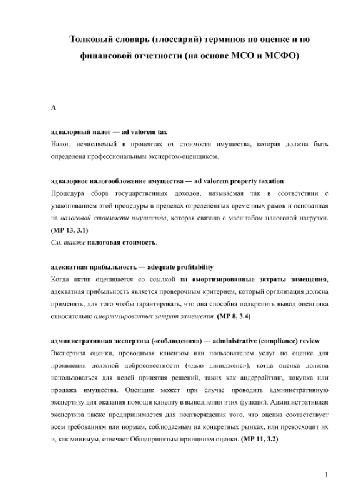 Толковый словарь (глоссарий) терминов по оценке и по
финансовой отчетности (на основе МСО и МСФО)
А
адвалорный налог — ad valorem tax
Налог, исчисляемый в процентах от стоимости имущества, которая должна быть
определена профессиональным экспертом-оценщиком.
адвалорное налогообложение имущества — ad valorem property taxation
Процедура сбора государственных доходов, называемая так в соответствии с
узаконением этой процедуры в пределах определенных временных рамок и основанная
на налоговой стоимости имущества, которая связана с масштабом налоговой нагрузки.
(МР 13, 3.1)
См. также налоговая стоимость.
адекватная прибыльность — adequate profitability
Когда актив оценивается со ссылкой на амортизированные затраты замещения,
адекватная прибыльность является проверочным критерием, который организация должна
применить, для того чтобы гарантировать, что она способна поддержать вывод оценщика
относительно амортизированных затрат замещения. (МР 8, 3.4)
административная экспертиза («соблюдения») — administrative (compliance) review
Экспертиза оценки, проводимая клиентом или пользователем услуг по оценке для
проявления должной добросовестности («дью дилидженс»), когда оценка должна
использоваться для целей принятия решений, таких как андеррайтинг, покупка или
продажа имущества. Оценщик может при случае проводить административную
экспертизу для оказания помощи клиенту в выполнении этих функций. Административная
экспертиза также предпринимается для подтверждения того, что оценка соответствует
всем требованиям или нормам, соблюдаемым на конкретных рынках, или превосходит их
и, как минимум, отвечает Общепринятым принципам оценки. (МР 11, 3.2)
1